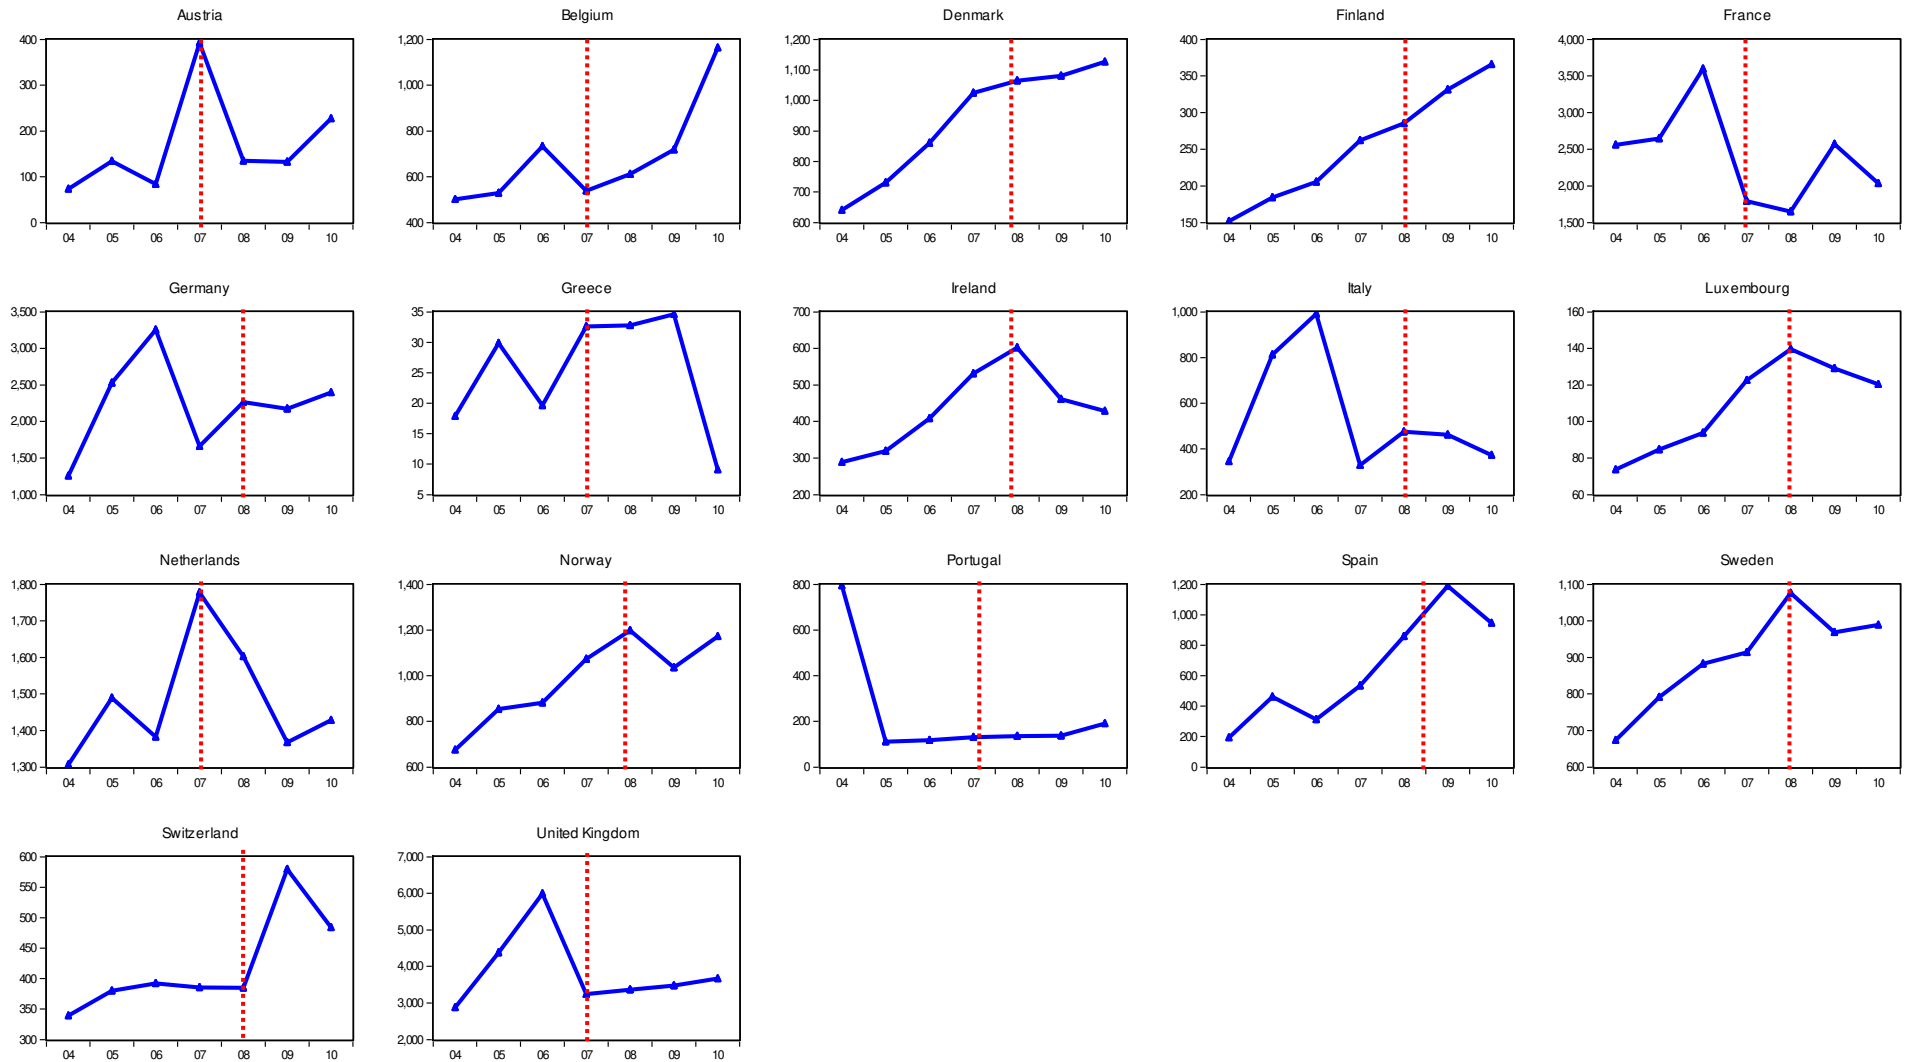 Austria Belgium Denmark Finland France
400 1,200 1,200 400 4,000
1,100 350 3,500
300 1,000 1,000 300 3,000
200 800 900 250 2,500
800
100 600 700 200 2,000
0 400 600 150 1,500
04 05 06 07 08 09 10 04 05 06 07 08 09 10 04 05 06 07 08 09 10 04 05 06 07 08 09 10 04 05 06 07 08 09 10
Germany Greece Ireland Italy Luxembourg
3,500 35 700 1,000 160
3,000 30 600 800 140
2,500 25 500 120
20 400 600 100
2,000 15
1,500 10 300 400 80
1,000 5 200 200 60
04 05 06 07 08 09 10 04 05 06 07 08 09 10 04 05 06 07 08 09 10 04 05 06 07 08 09 10 04 05 06 07 08 09 10
Netherlands Norway Portugal Spain Sweden
1,800 1,400 800 1,200 1,100
1,700 1,200 600 1,000 1,000
1,600 1,000 400 800 900
1,500 600 800
1,400 800 200 400 700
200
1,300 600 0 0 600
04 05 06 07 08 09 10 04 05 06 07 08 09 10 04 05 06 07 08 09 10 04 05 06 07 08 09 10 04 05 06 07 08 09 10
Switzerland United Kingdom
600 7,000
550 6,000
500 5,000
450
400 4,000
350 3,000
300 2,000
04 05 06 07 08 09 10 04 05 06 07 08 09 10